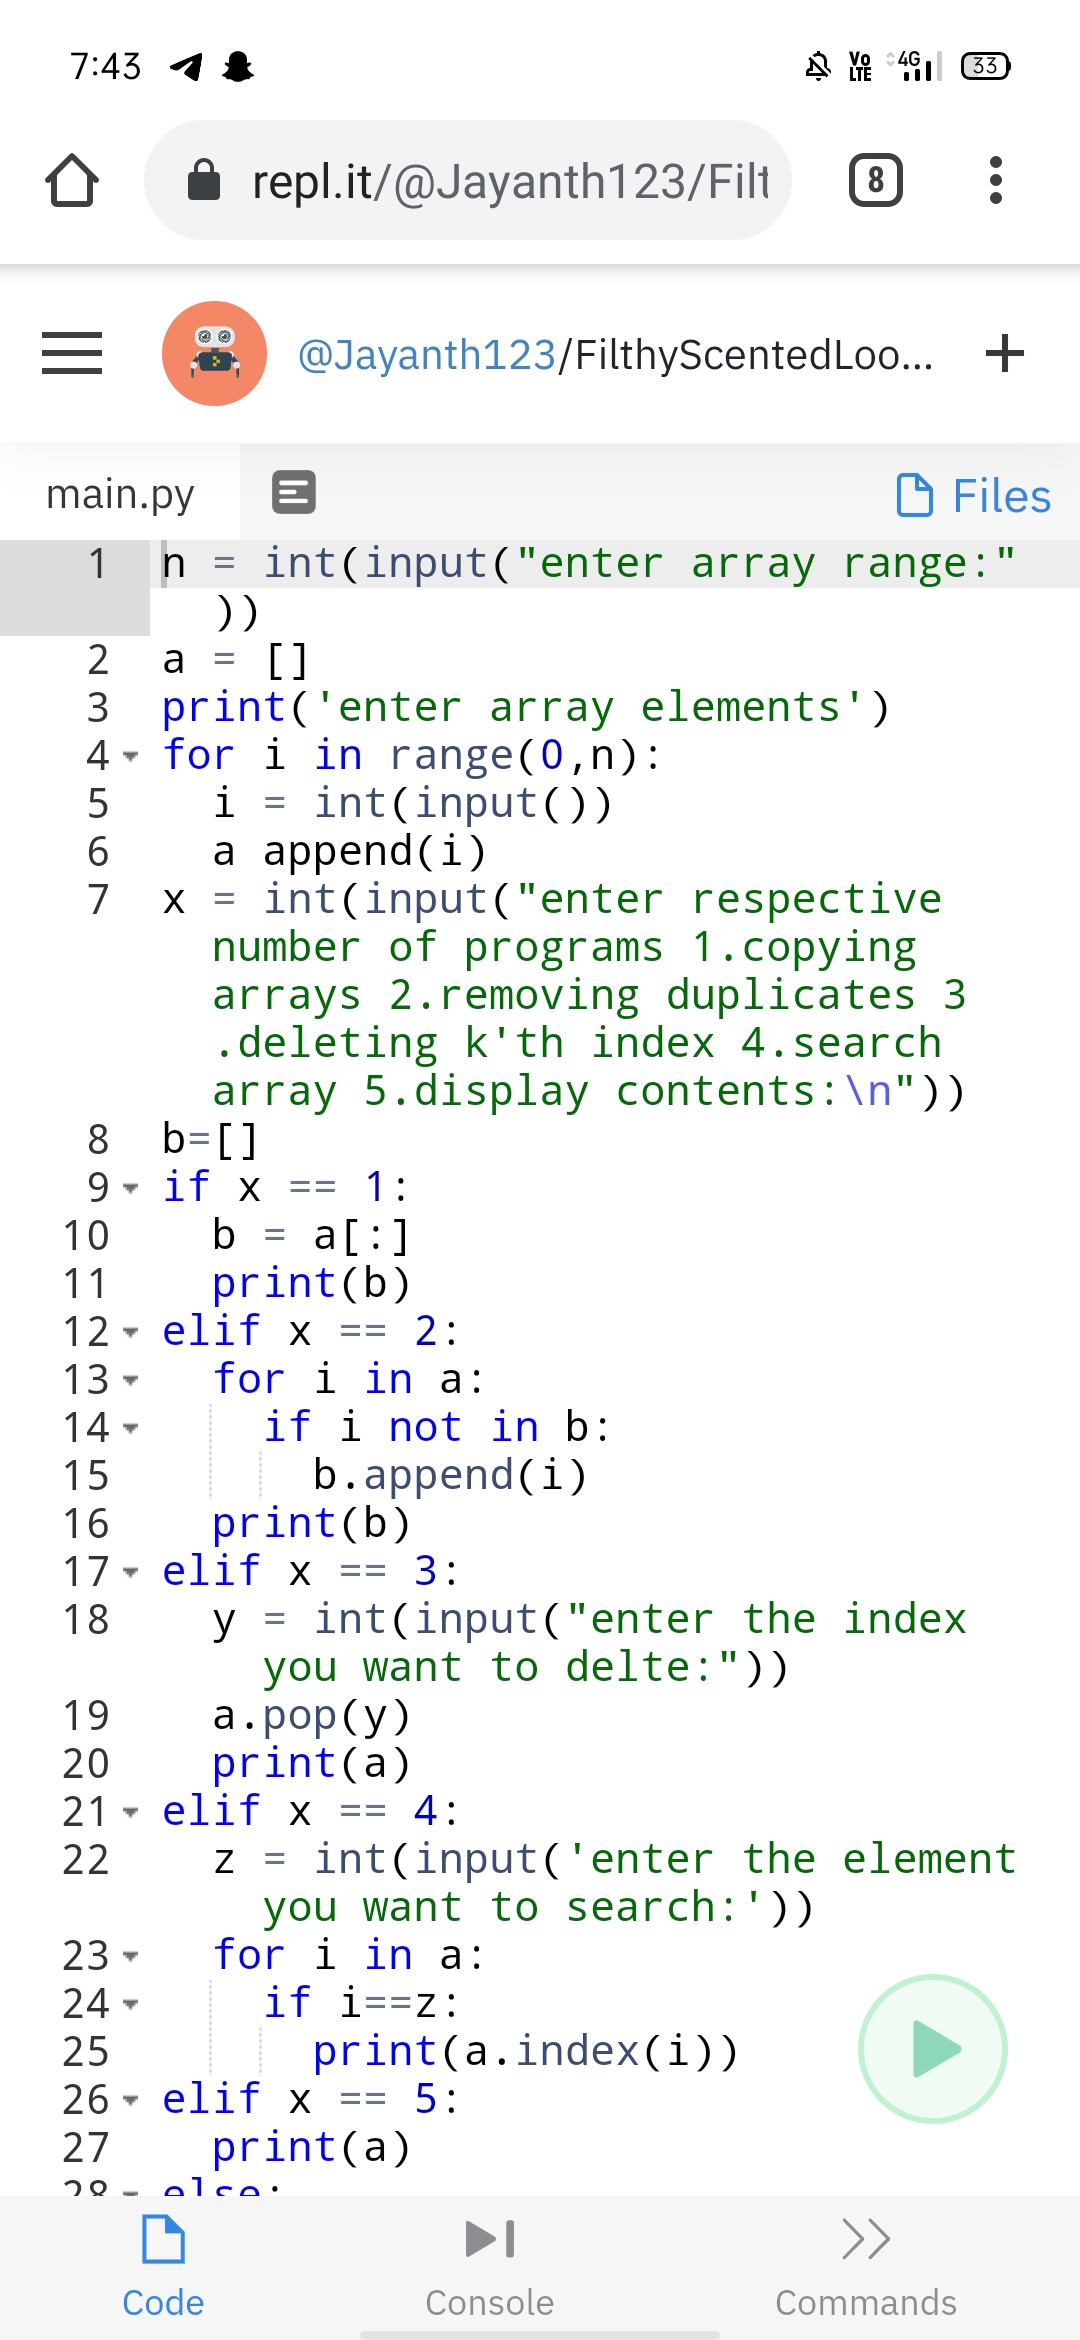 7:43
Vo LTE 4G 33
repl.it/@Jayanth123/Filt
8
@Jayanth123/FilthyScentedLoo...
main.py
Files
1 n = int(input("enter array range:"
))
2 a = []
3 print('enter array elements')
4 for i in range(0,n):
5 i = int(input())
6 a append(i)
7 x = int(input("enter respective
number of programs 1.copying
arrays 2.removing duplicates 3
.deleting k'th index 4.search
array 5.display contents:\n"))
8 b=[]
9 if x == 1:
10 b = a[:]
11 print(b)
12 elif x == 2:
13 for i in a:
14 if i not in b:
15 b.append(i)
16 print(b)
17 elif x == 3:
18 y = int(input("enter the index
you want to delte:"))
19 a.pop(y)
20 print(a)
21 elif x == 4:
22 z = int(input('enter the element
you want to search:'))
23 for i in a:
24 if i==z:
25 print(a.index(i))
26 elif x == 5:
27 print(a)
28 else:
Code
Console
Commands